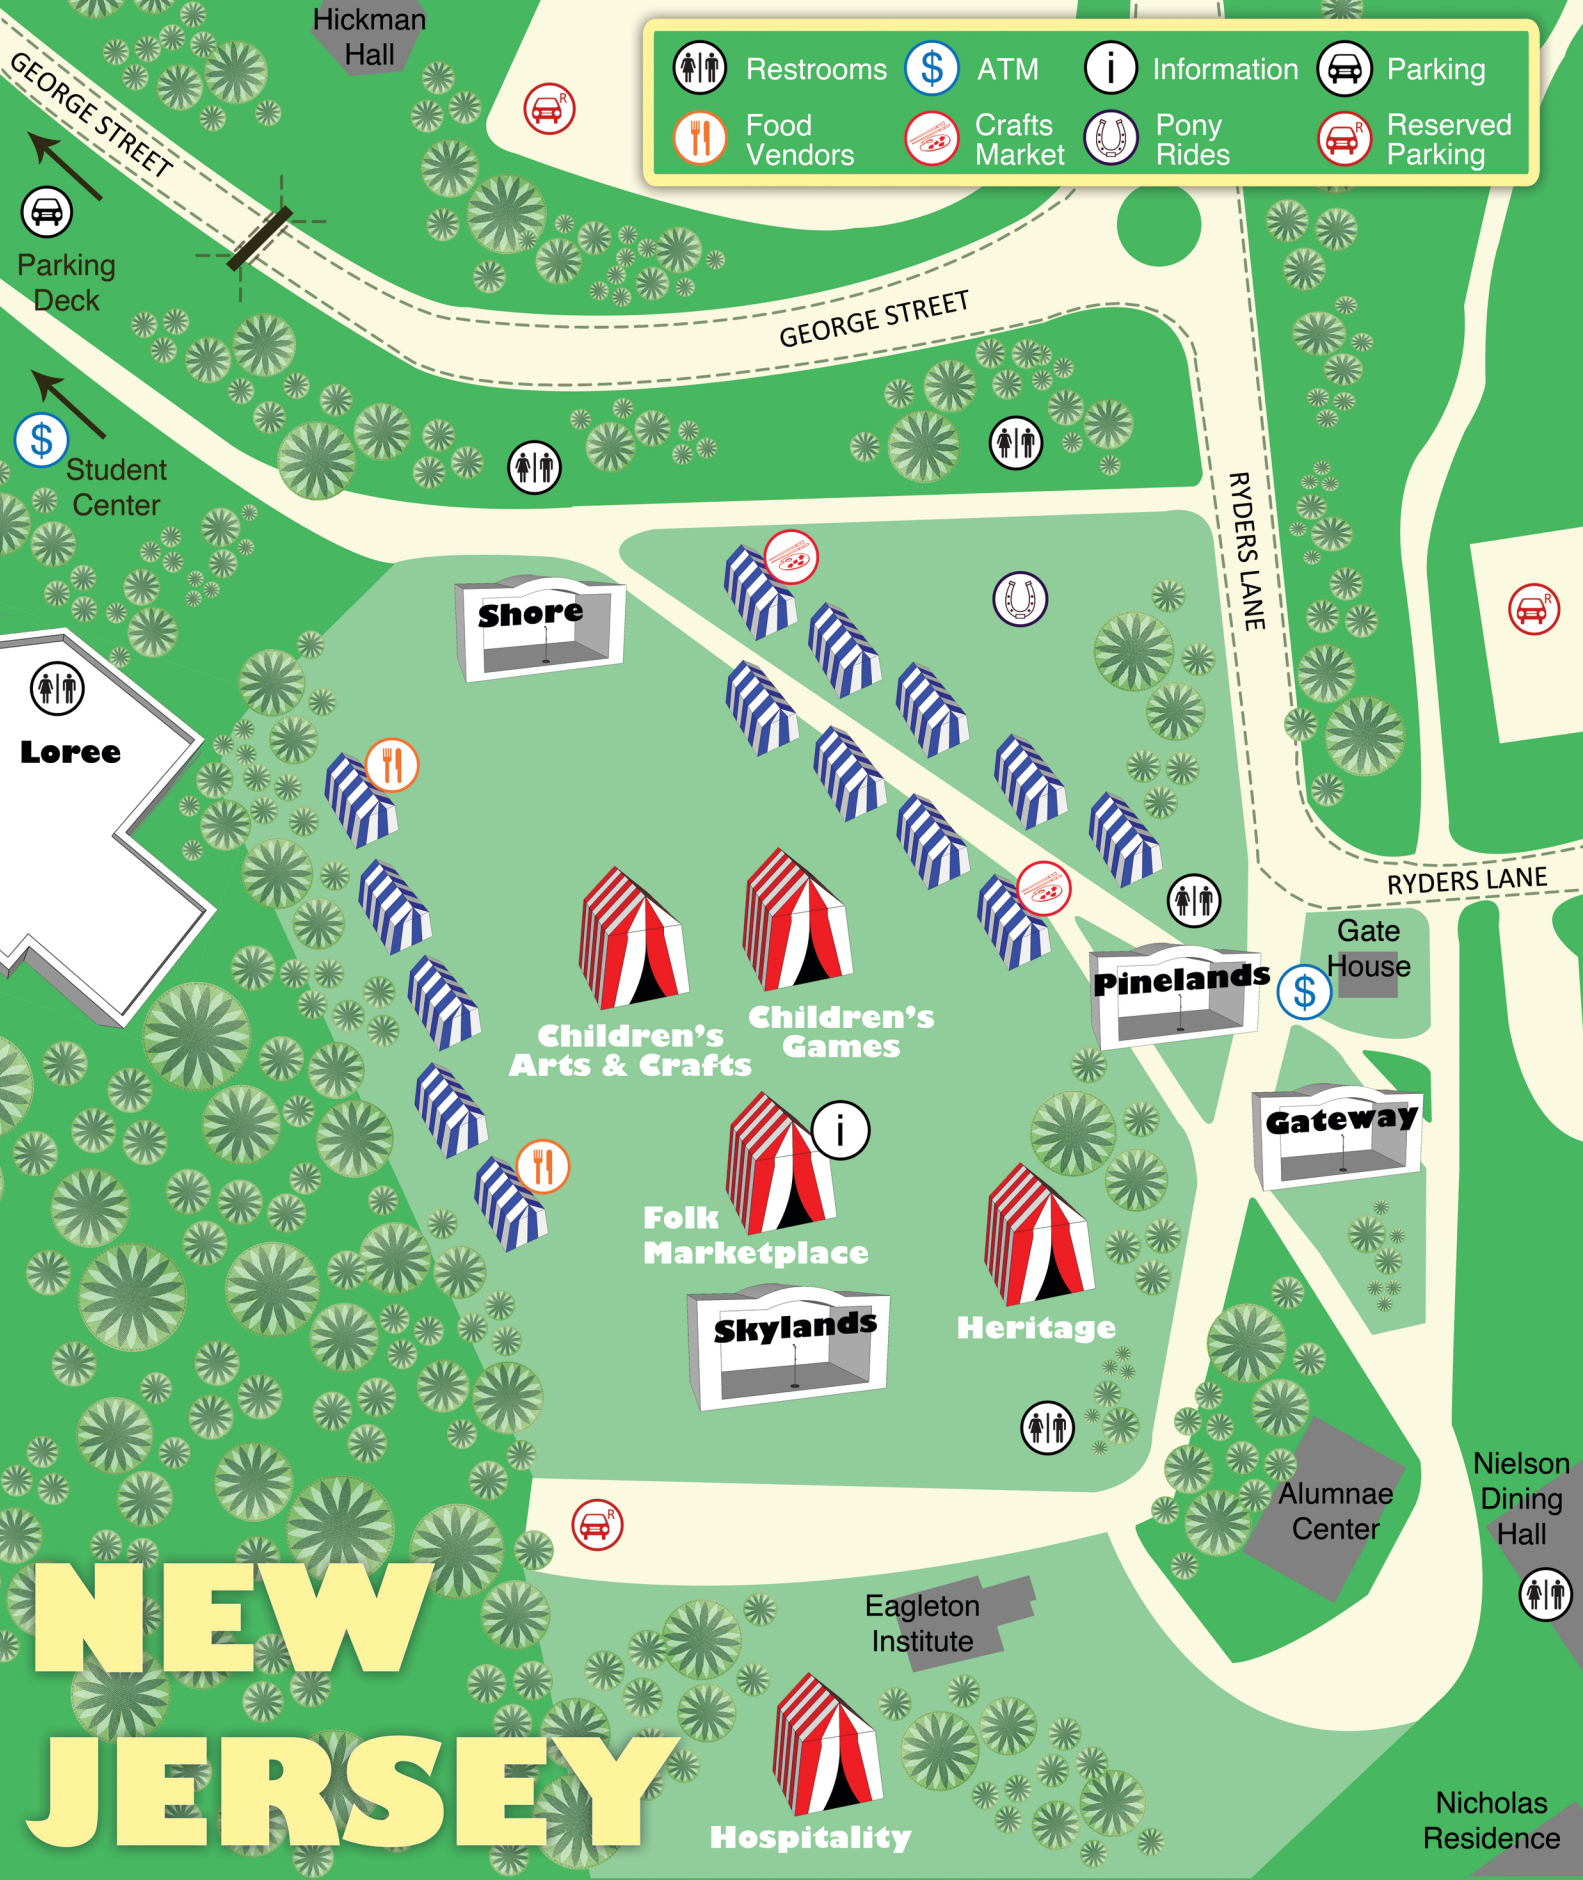 Hickman
Hall
Restrooms
$
ATM
i
Information
Parking
Food
Vendors
Crafts
Market
Pony
Rides
R
Reserved
Parking
R
GEORGE STREET
Parking
Deck
GEORGE STREET
$
Student
Center
RYDERS LANE
Shore
R
Loree
RYDERS LANE
Gate
House
Pinelands
$
Children's
Arts & Crafts
Children's
Games
Gateway
i
Folk
Marketplace
Skylands
Heritage
R
Alumnae
Center
Nielson
Dining
Hall
Eagleton
Institute
NEW
JERSEY
Hospitality
Nicholas
Residence